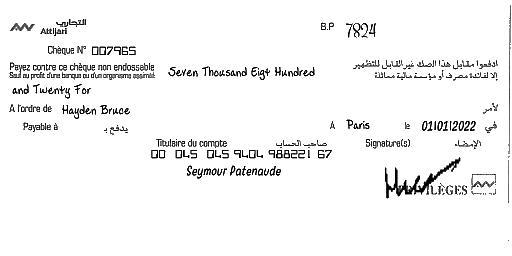 التجاري
Attijari
B.P 7824
Chèque N° 007965
Payez contre ce chèque non endossable
Seul au profit d'une banque ou d'un organisme assimilé
Seven Thousand Eigt Hundred
ادفعوا مقابل هذا الصك غير القابل للتظهير
إلا لفائدة مصرف أو مؤسسة مالية مماثلة
and Twenty For
A l'ordre de Hayden Bruce
لأمر
Payable à يدفع بـ
A Paris le 01/01/2022 في
Titulaire du compte صاحب الحساب
Signature(s) الإمضاء
00 045 045 9404 988221 67
Seymour Patenaude
PRIVILÈGES